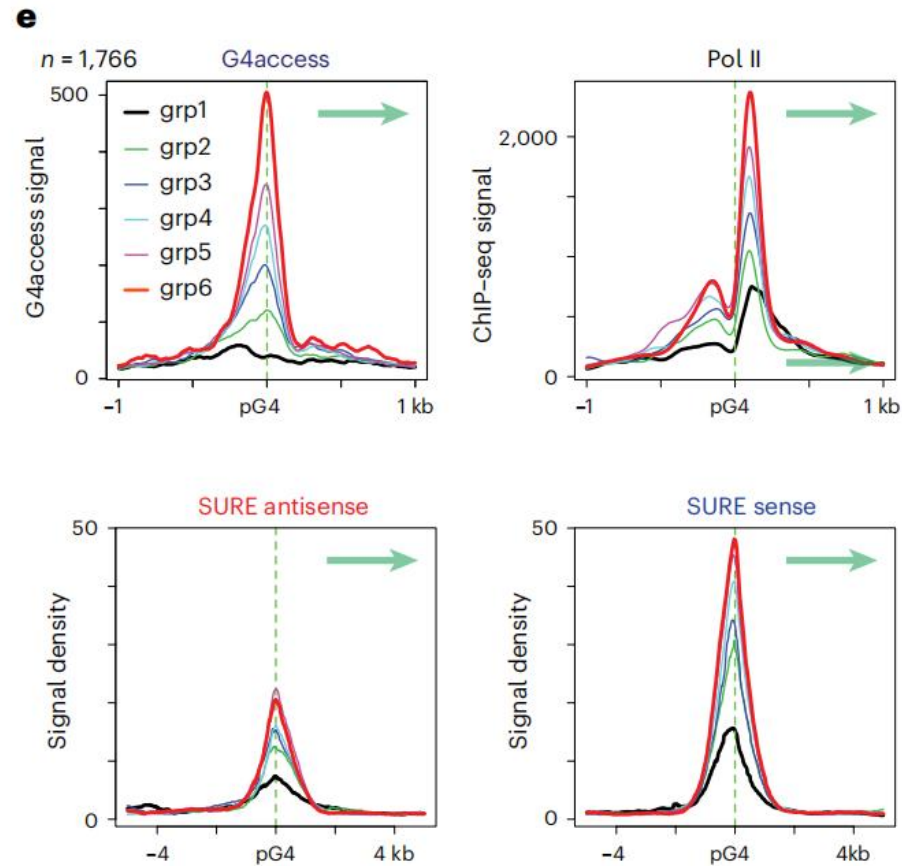 e
n = 1,766
G4access
500
grp1
grp2
grp3
grp4
grp5
grp6
G4access signal
0
–1
pG4
1 kb
Pol II
2,000
ChIP–seq signal
0
–1
pG4
1 kb
SURE antisense
50
Signal density
0
–4
pG4
4 kb
SURE sense
50
Signal density
0
–4
pG4
4kb